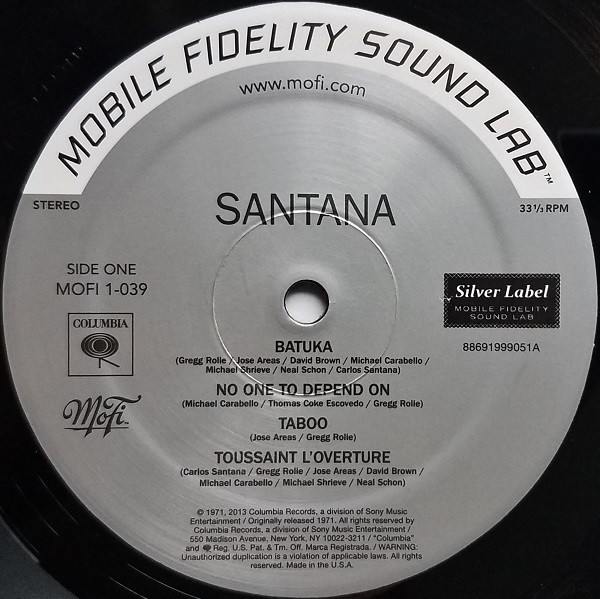 MOBILE FIDELITY SOUND LAB™
www.mofi.com
SANTANA
STEREO
33 1/3 RPM
SIDE ONE
MOFI 1-039
COLUMBIA
MoFi™
Silver Label
MOBILE FIDELITY
SOUND LAB
88691999051A
BATUKA
(Gregg Rolie / Jose Areas / David Brown / Michael Carabello /
Michael Shrieve / Neal Schon / Carlos Santana)
NO ONE TO DEPEND ON
(Michael Carabello / Thomas Coke Escovedo / Gregg Rolie)
TABOO
(Jose Areas / Gregg Rolie)
TOUSSAINT L'OVERTURE
(Carlos Santana / Gregg Rolie / Jose Areas / David Brown /
Michael Carabello / Michael Shrieve / Neal Schon)
© 1971, 2013 Columbia Records, a division of Sony Music
Entertainment / Originally released 1971. All rights reserved by
Columbia Records, a division of Sony Music Entertainment /
550 Madison Avenue, New York, NY 10022-3211 / "Columbia"
and Reg. U.S. Pat. & Tm. Off. Marca Registrada. / WARNING:
Unauthorized duplication is a violation of applicable laws. All rights
reserved. Made in the U.S.A.